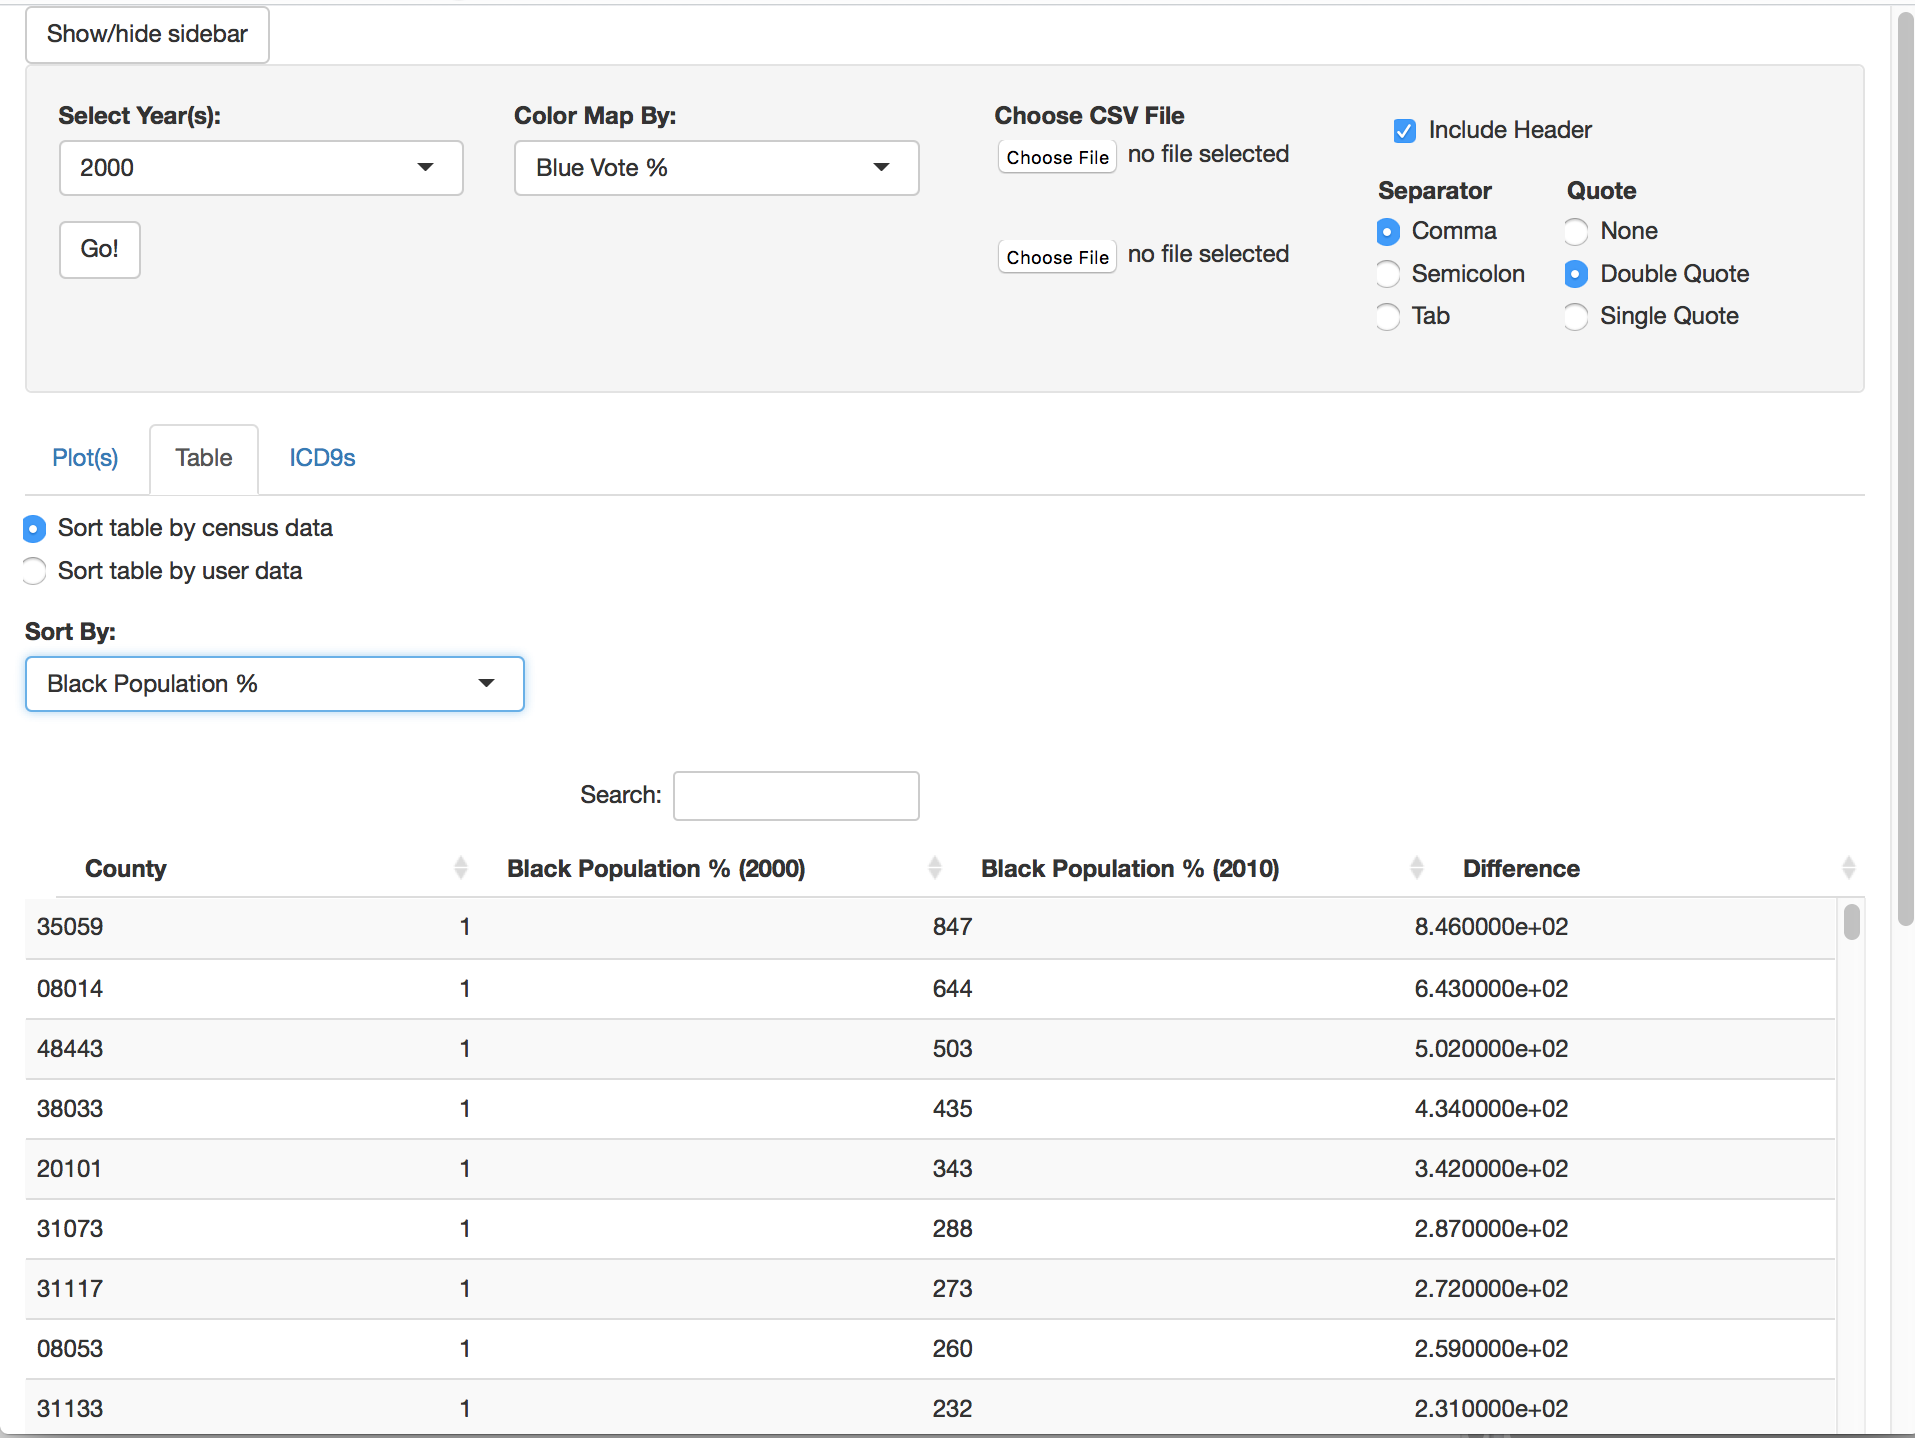 Show/hide sidebar
Select Year(s):
2000
Go!
Color Map By:
Blue Vote %
Choose CSV File
Choose File no file selected
Choose File no file selected
Include Header
Separator
Comma
Semicolon
Tab
Quote
None
Double Quote
Single Quote
Plot(s) Table ICD9s
Sort table by census data
Sort table by user data
Sort By:
Black Population %
Search:
County Black Population % (2000) Black Population % (2010) Difference
35059 1 847 8.460000e+02
08014 1 644 6.430000e+02
48443 1 503 5.020000e+02
38033 1 435 4.340000e+02
20101 1 343 3.420000e+02
31073 1 288 2.870000e+02
31117 1 273 2.720000e+02
08053 1 260 2.590000e+02
31133 1 232 2.310000e+02